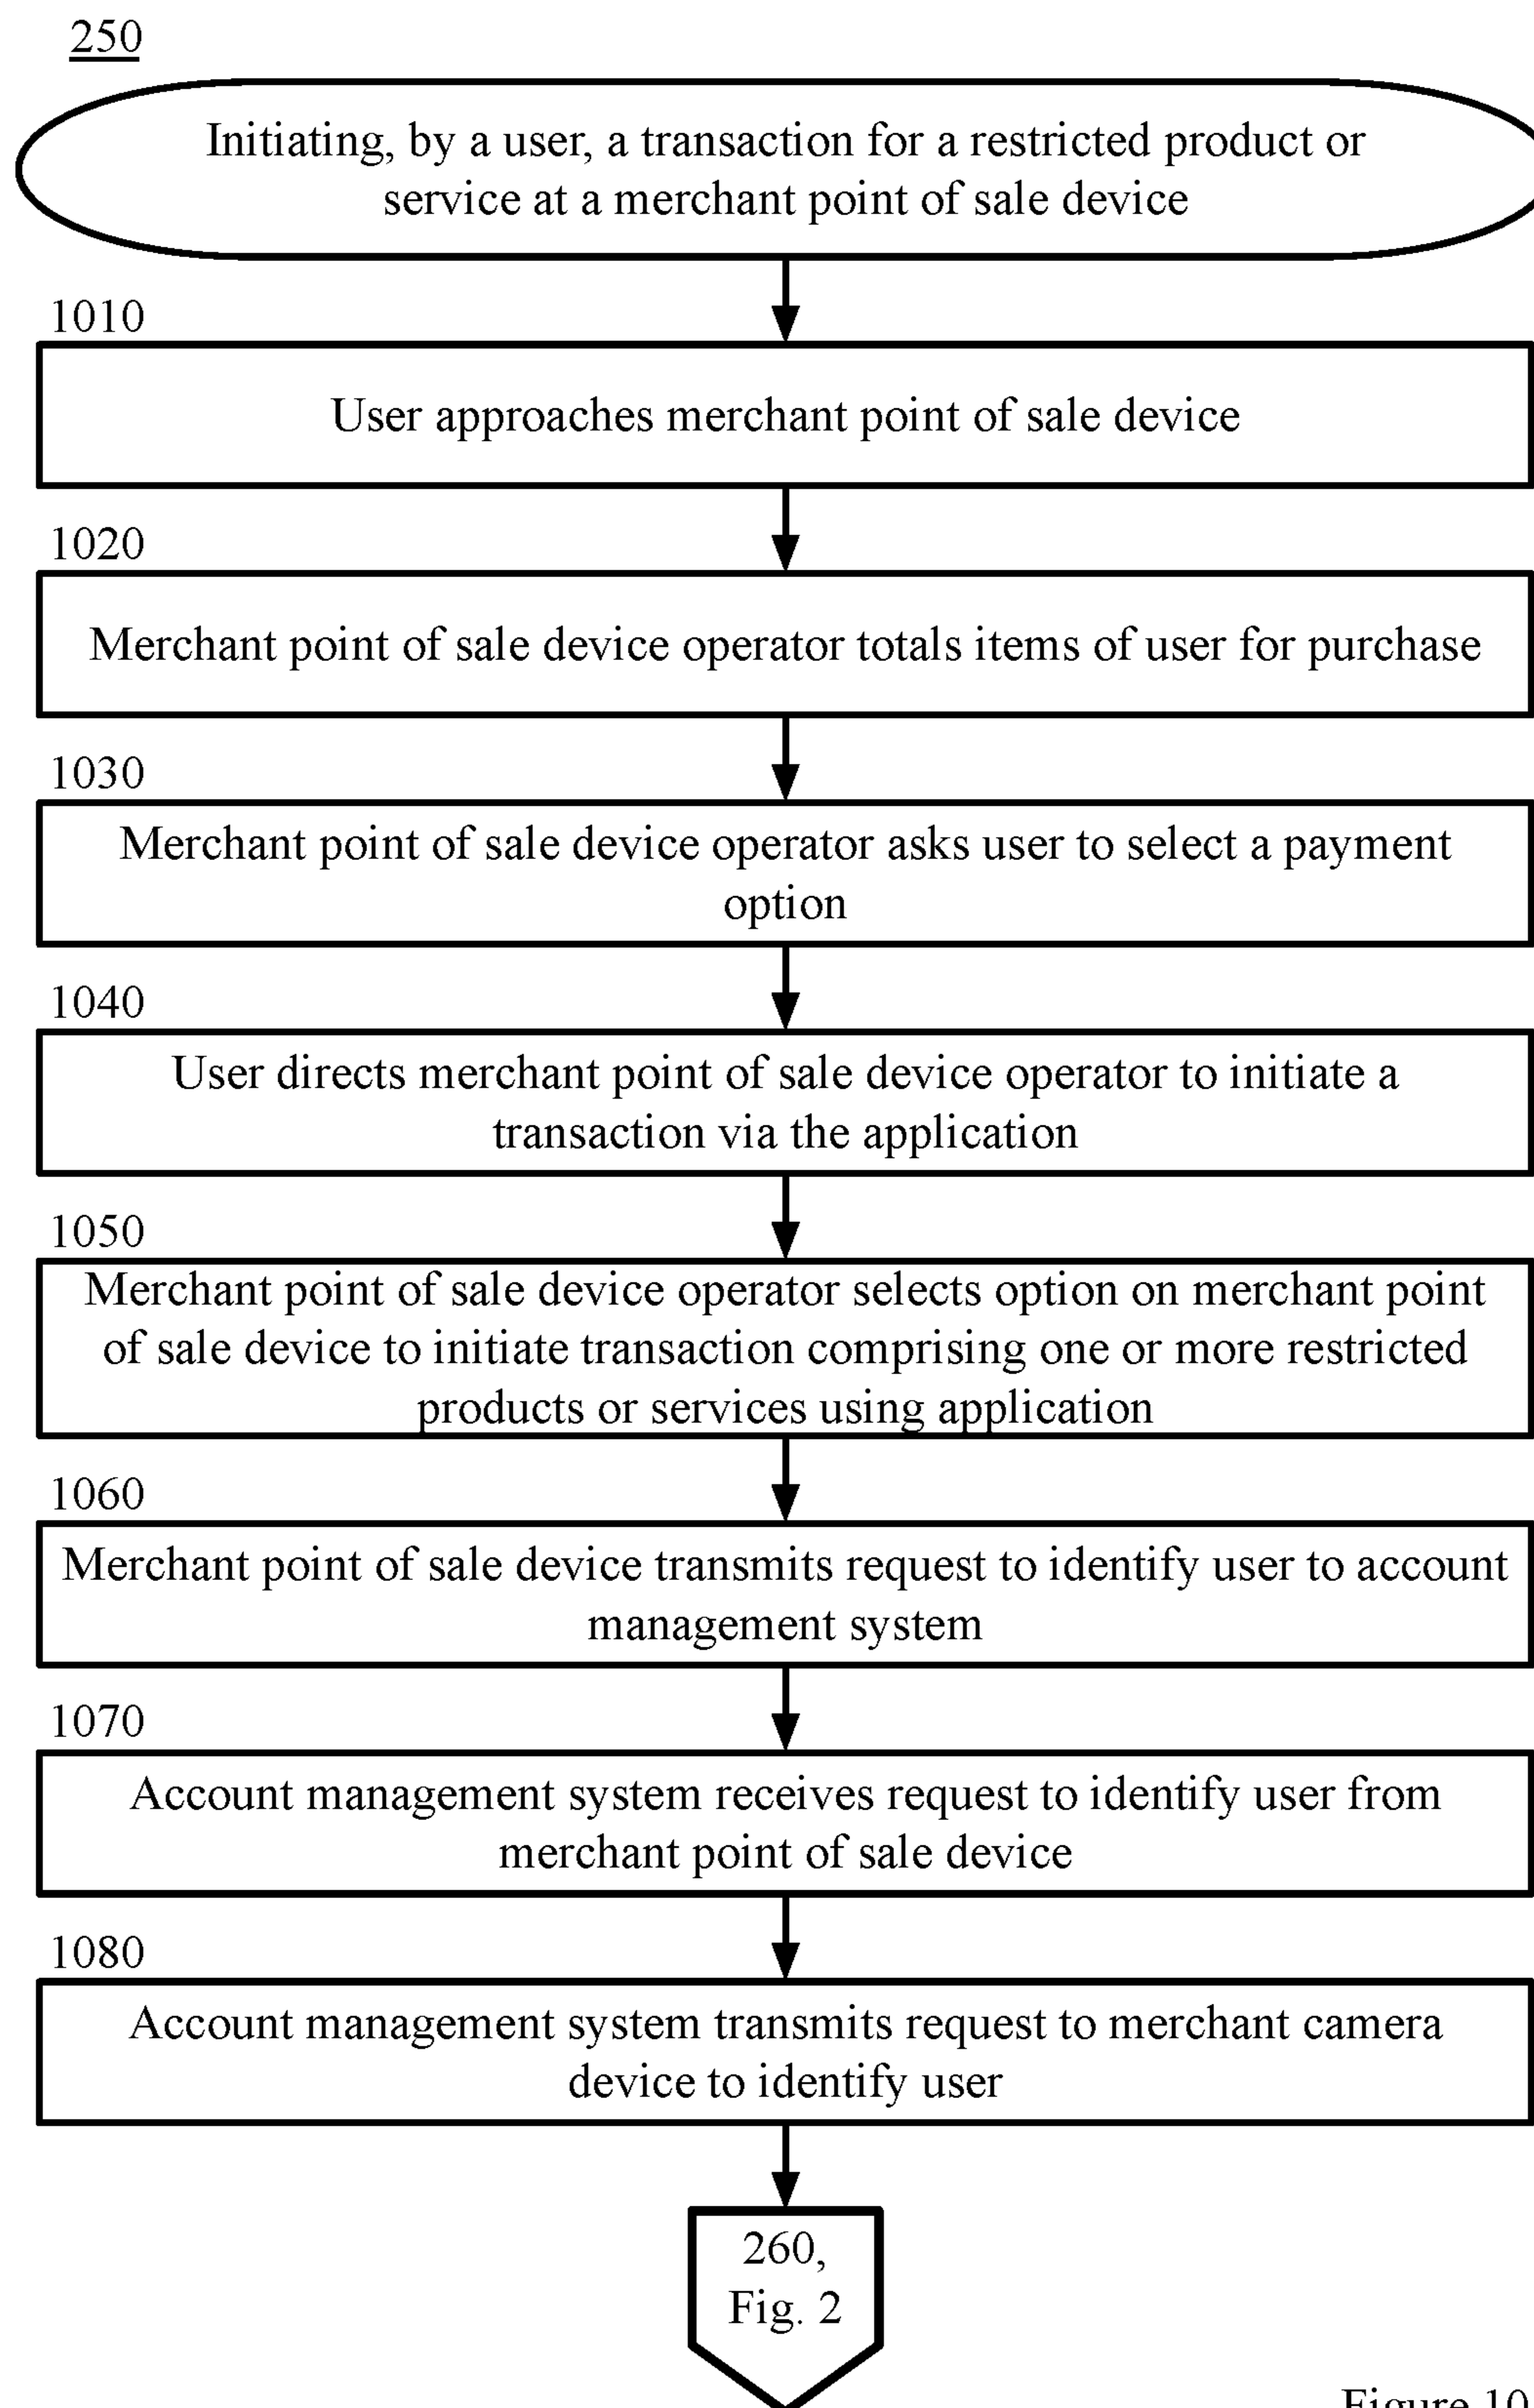 250
Initiating, by a user, a transaction for a restricted product or
service at a merchant point of sale device
1010
User approaches merchant point of sale device
1020
Merchant point of sale device operator totals items of user for purchase
1030
Merchant point of sale device operator asks user to select a payment
option
1040
User directs merchant point of sale device operator to initiate a
transaction via the application
1050
Merchant point of sale device operator selects option on merchant point
of sale device to initiate transaction comprising one or more restricted
products or services using application
1060
Merchant point of sale device transmits request to identify user to account
management system
1070
Account management system receives request to identify user from
merchant point of sale device
1080
Account management system transmits request to merchant camera
device to identify user
260,
Fig. 2
Figure 10